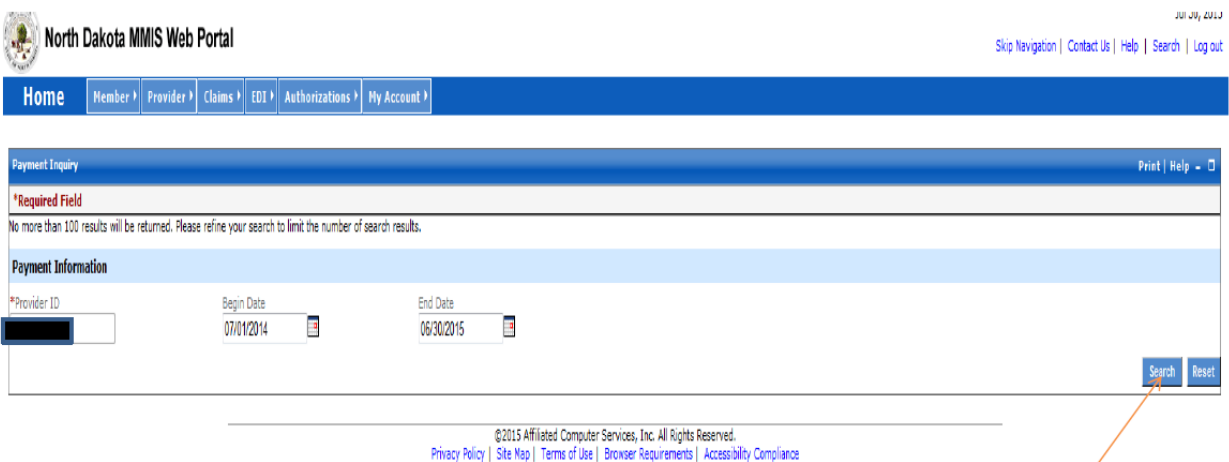 North Dakota MMIS Web Portal
Skip Navigation | Contact Us | Help | Search | Log out
Home Member Provider Claims EDI Authorizations My Account
Payment Inquiry Print | Help
*Required Field
No more than 100 results will be returned. Please refine your search to limit the number of search results.
Payment Information
*Provider ID Begin Date End Date
07/01/2014 06/30/2015
Search Reset
©2015 Affiliated Computer Services, Inc. All Rights Reserved.
Privacy Policy | Site Map | Terms of Use | Browser Requirements | Accessibility Compliance